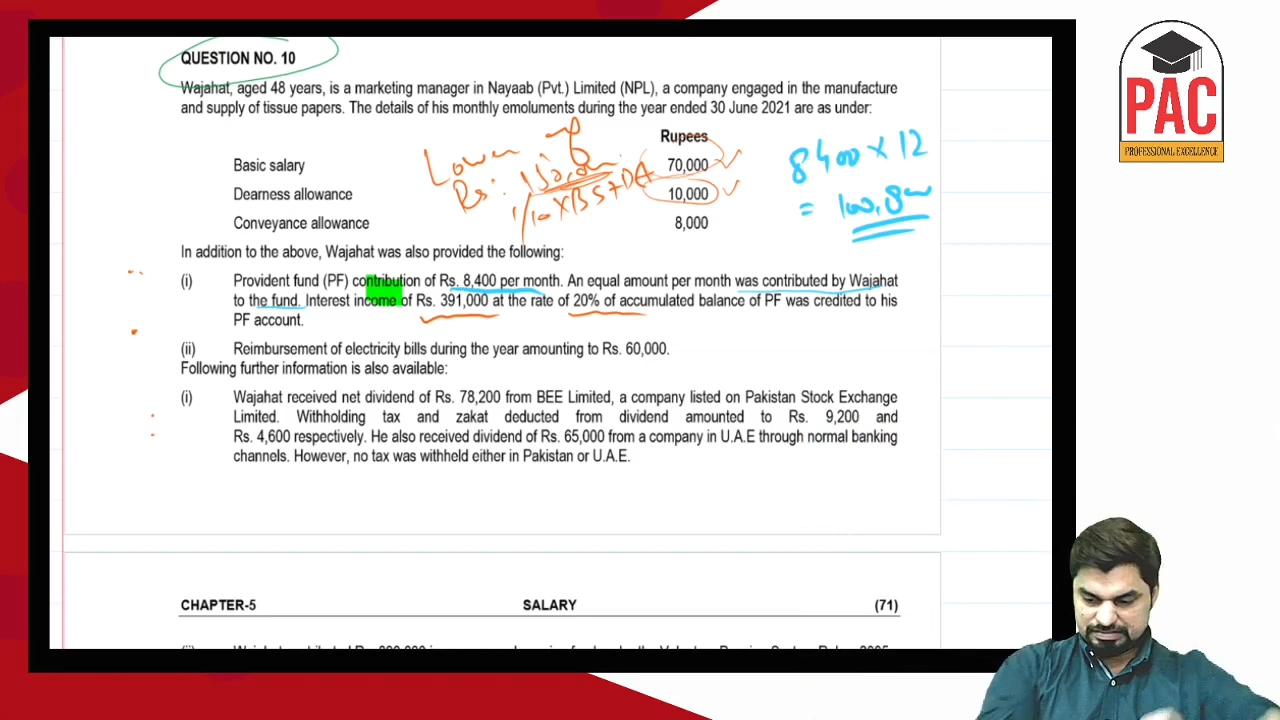 QUESTION NO. 10
Wajahat, aged 48 years, is a marketing manager in Nayaab (Pvt.) Limited (NPL), a company engaged in the manufacture
and supply of tissue papers. The details of his monthly emoluments during the year ended 30 June 2021 are as under:
Rupees
Basic salary 70,000
Dearness allowance 10,000
Conveyance allowance 8,000
Lower of
Rs. 150,000
1/10 X BS + DA
8400 x 12
= 100,800
In addition to the above, Wajahat was also provided the following:
(i) Provident fund (PF) contribution of Rs. 8,400 per month. An equal amount per month was contributed by Wajahat
to the fund. Interest income of Rs. 391,000 at the rate of 20% of accumulated balance of PF was credited to his
PF account.
(ii) Reimbursement of electricity bills during the year amounting to Rs. 60,000.
Following further information is also available:
(i) Wajahat received net dividend of Rs. 78,200 from BEE Limited, a company listed on Pakistan Stock Exchange
Limited. Withholding tax and zakat deducted from dividend amounted to Rs. 9,200 and
Rs. 4,600 respectively. He also received dividend of Rs. 65,000 from a company in U.A.E through normal banking
channels. However, no tax was withheld either in Pakistan or U.A.E.
CHAPTER-5 SALARY (71)
PAC
PROFESSIONAL EXCELLENCE